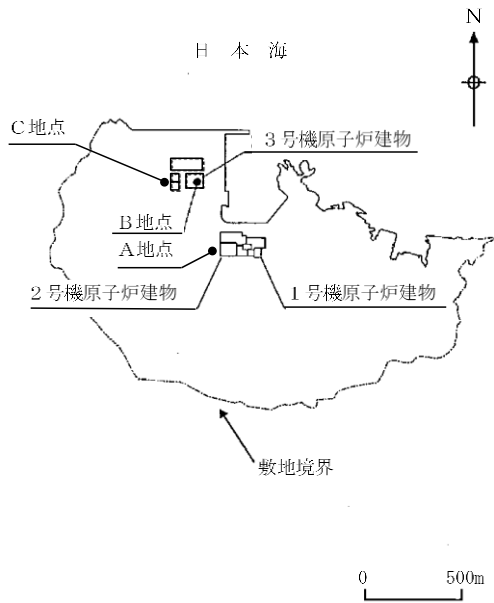 N
日本海
C地点
3号機原子炉建物
B地点
A地点
2号機原子炉建物
1号機原子炉建物
敷地境界
0 500m